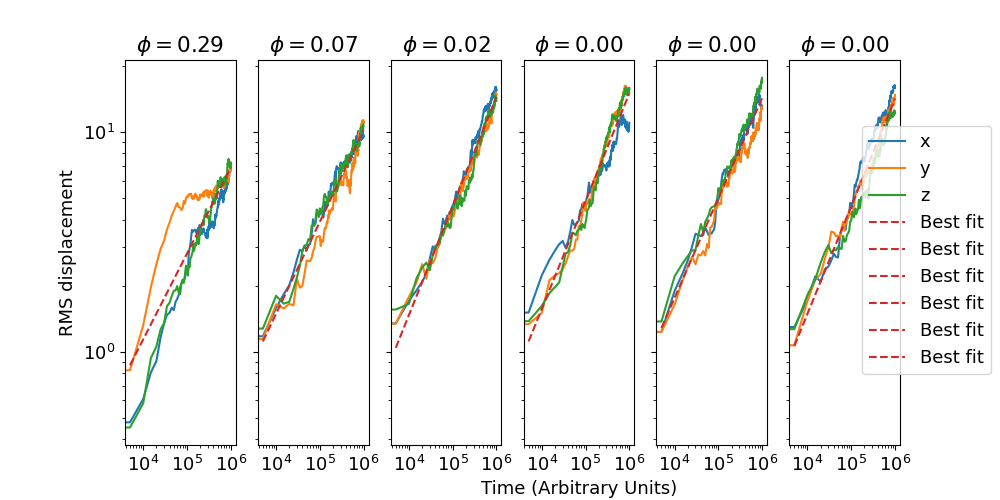 ϕ = 0.29 ϕ = 0.07 ϕ = 0.02 ϕ = 0.00 ϕ = 0.00 ϕ = 0.00
RMS displacement
10¹
10⁰
10⁴ 10⁵ 10⁶ 10⁴ 10⁵ 10⁶ 10⁴ 10⁵ 10⁶ 10⁴ 10⁵ 10⁶ 10⁴ 10⁵ 10⁶ 10⁴ 10⁵ 10⁶
Time (Arbitrary Units)
x
y
z
Best fit
Best fit
Best fit
Best fit
Best fit
Best fit